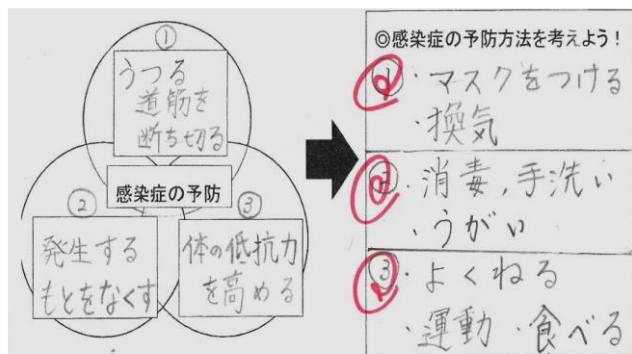 ①
うつる
道筋を
断ち切る
感染症の予防
②
発生する
もとをなくす
③
体の低抗力
を高める
◎感染症の予防方法を考えよう!
①・マスクをつける
・換気
②・消毒,手洗い
・うがい
③・よくねる
・運動・食べる